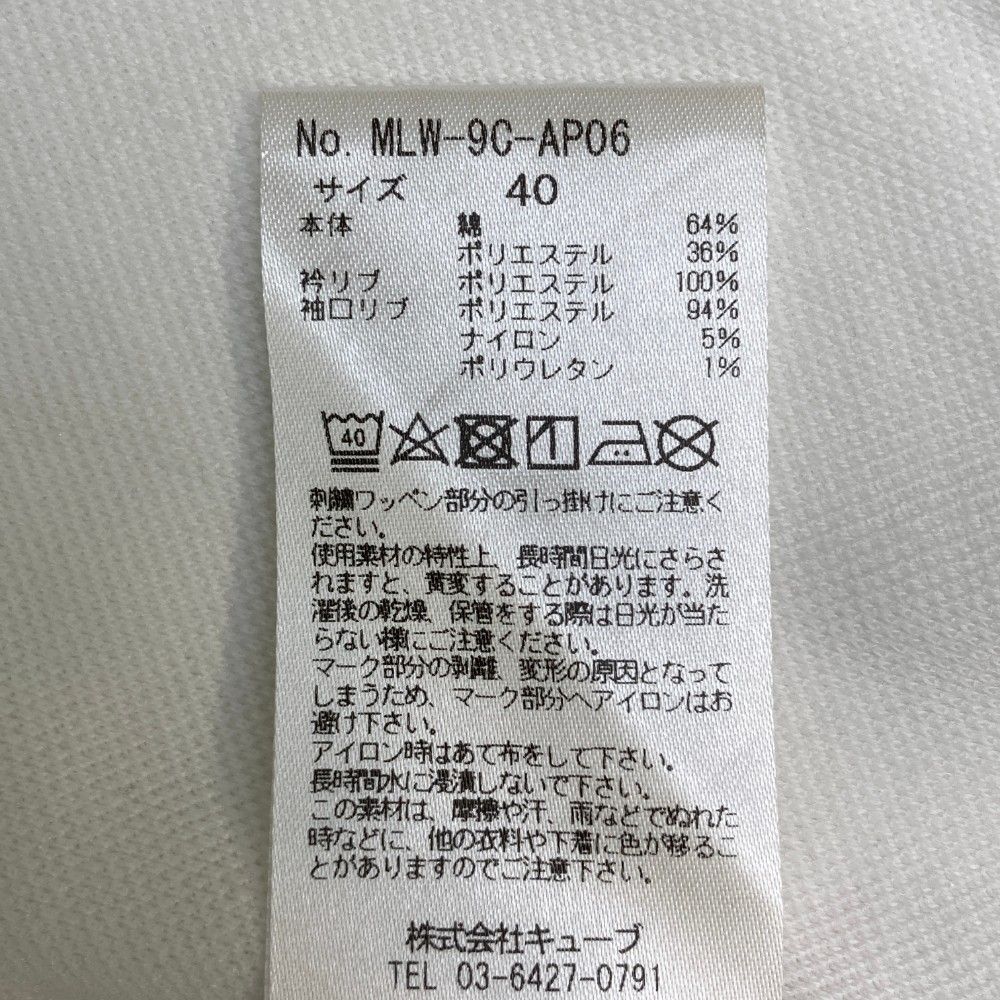 No. MLW-9C-AP06
サイズ 40
本体 綿 64%
ポリエステル 36%
衿リブ ポリエステル 100%
袖口リブ ポリエステル 94%
ナイロン 5%
ポリウレタン 1%
40
刺繍ワッペン部分の引っ掛けにご注意く
ださい。
使用素材の特性上、長時間日光にさらさ
れますと、黄変することがあります。洗
濯後の乾燥、保管をする際は日光が当た
らない様にご注意ください。
マーク部分の剥離、変形の原因となって
しまうため、マーク部分へアイロンはお
避け下さい。
アイロン時はあて布をして下さい。
長時間水に浸漬しないで下さい。
この素材は、摩擦や汗、雨などでぬれた
時などに、他の衣料や下着に色が移るこ
とがありますのでご注意下さい。
株式会社キューブ
TEL 03-6427-0791